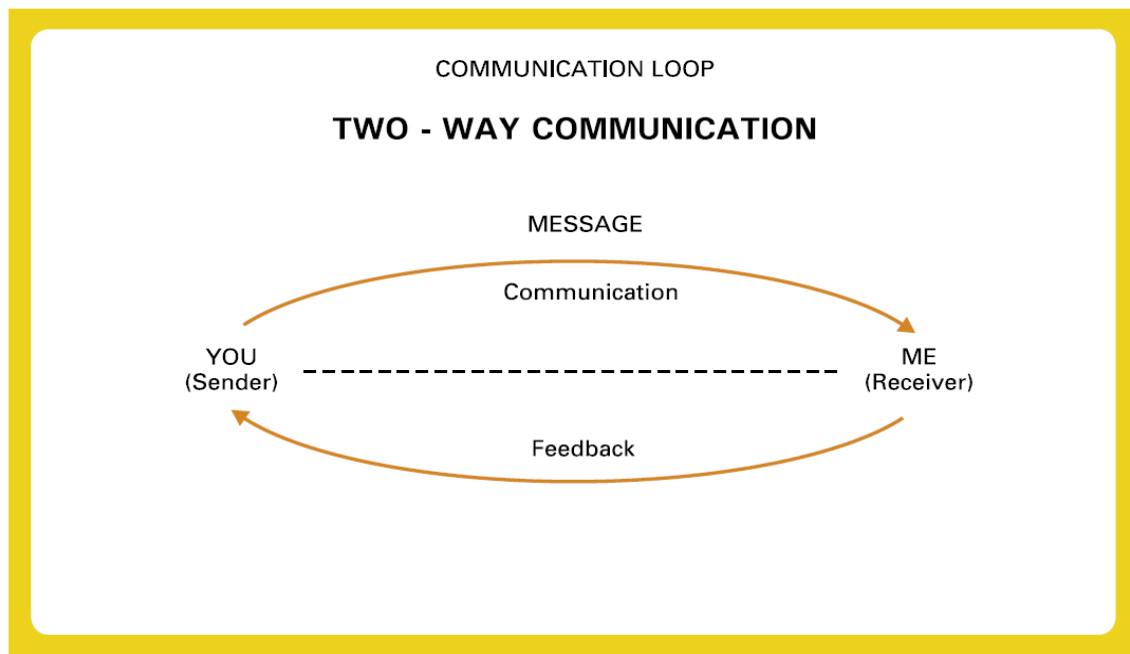 COMMUNICATION LOOP
TWO - WAY COMMUNICATION
MESSAGE
Communication
YOU
(Sender)
ME
(Receiver)
Feedback